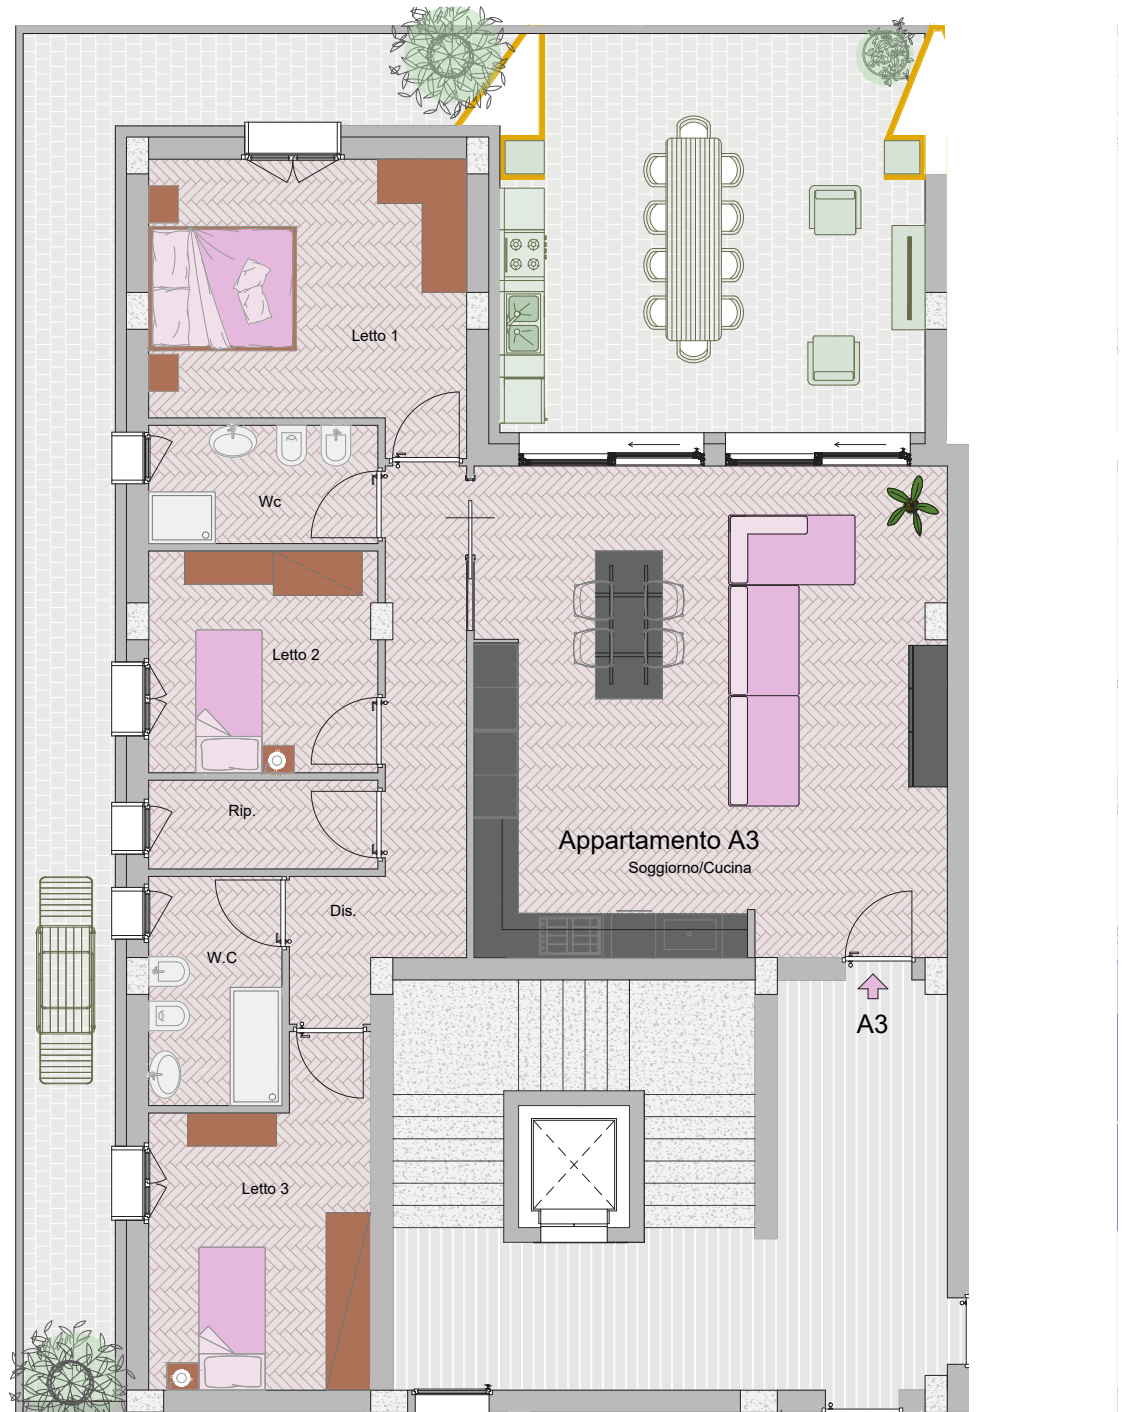 Letto 1
Wc
Letto 2
Rip.
Appartamento A3
Soggiorno/Cucina
Dis.
W.C
A3
Letto 3